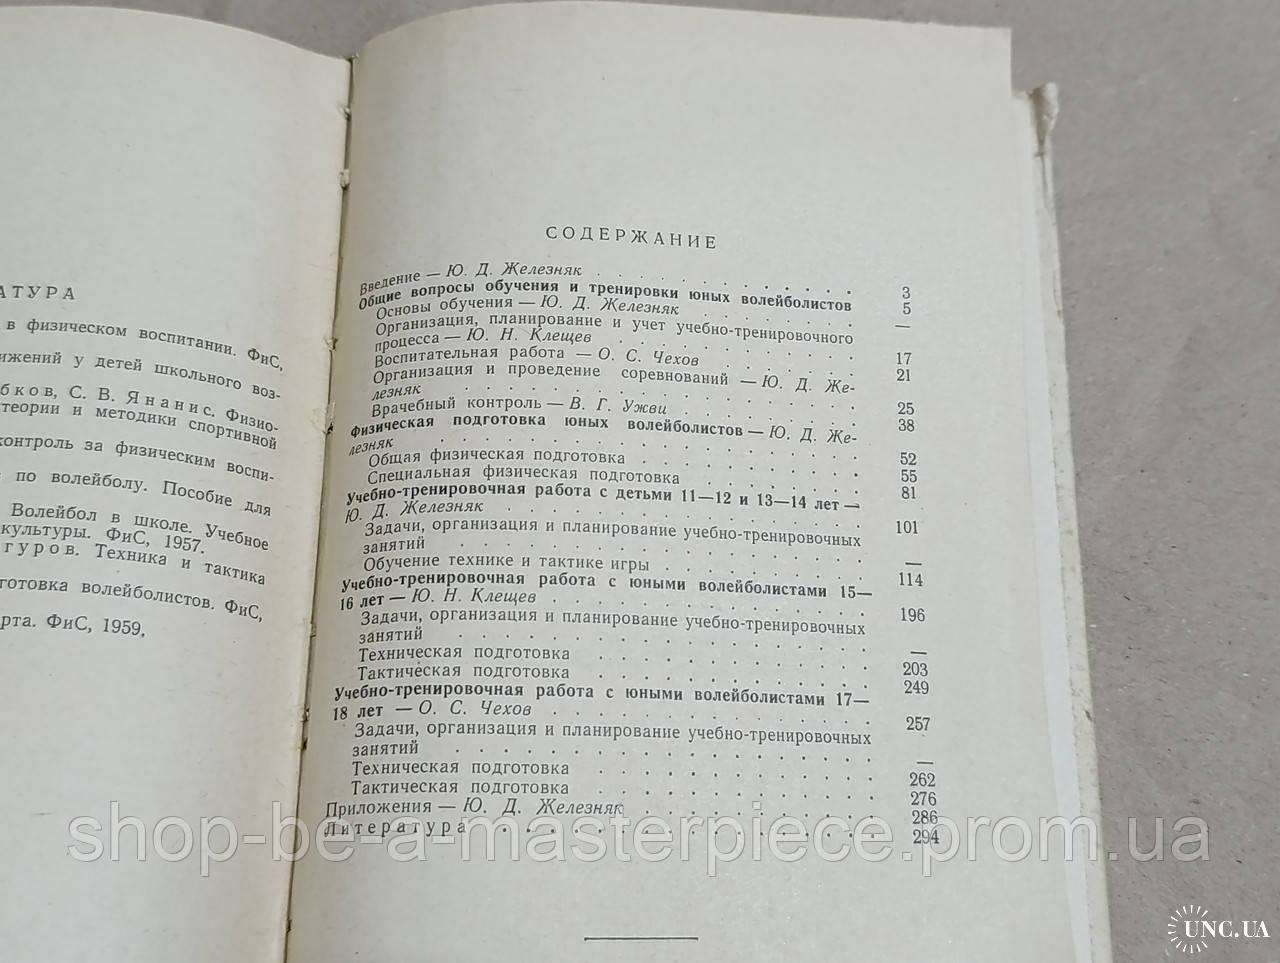 АТУРА
в физическом воспитании. ФиС,
ижений у детей школьного воз-
бков, С. В. Янанис. Физио-
теории и методики спортивной
контроль за физическим воспи-
по волейболу. Пособие для
Волейбол в школе. Учебное
культуры. ФиС, 1957.
гуров. Техника и тактика
готовка волейболистов. ФиС,
рта. ФиС, 1959.
СОДЕРЖАНИЕ
Введение — Ю. Д. Железняк . . . . . . . . . . 3
Общие вопросы обучения и тренировки юных волейболистов 5
Основы обучения — Ю. Д. Железняк . . . . . . . —
Организация, планирование и учет учебно-тренировочного
процесса — Ю. Н. Клещев . . . . . . . . . 17
Воспитательная работа — О. С. Чехов . . . . . . 21
Организация и проведение соревнований — Ю. Д. Же-
лезняк . . . . . . . . . . . . . . 25
Врачебный контроль — В. Г. Ужви . . . . . . . 38
Физическая подготовка юных волейболистов — Ю. Д. Же-
лезняк . . . . . . . . . . . . . . 52
Общая физическая подготовка . . . . . . . . 55
Специальная физическая подготовка . . . . . . 81
Учебно-тренировочная работа с детьми 11—12 и 13—14 лет —
Ю. Д. Железняк . . . . . . . . . . . . 101
Задачи, организация и планирование учебно-тренировочных
занятий . . . . . . . . . . . . . . —
Обучение технике и тактике игры . . . . . . . 114
Учебно-тренировочная работа с юными волейболистами 15—
16 лет — Ю. Н. Клещев . . . . . . . . . . 196
Задачи, организация и планирование учебно-тренировочных
занятий . . . . . . . . . . . . . . —
Техническая подготовка . . . . . . . . . . 203
Тактическая подготовка . . . . . . . . . . 249
Учебно-тренировочная работа с юными волейболистами 17—
18 лет — О. С. Чехов . . . . . . . . . . 257
Задачи, организация и планирование учебно-тренировочных
занятий . . . . . . . . . . . . . . —
Техническая подготовка . . . . . . . . . . 262
Тактическая подготовка . . . . . . . . . . 276
Приложения — Ю. Д. Железняк . . . . . . . . 286
Литература . . . . . . . . . . . . . 294
shop-be-a-masterpiece.prom.ua
UNC.UA